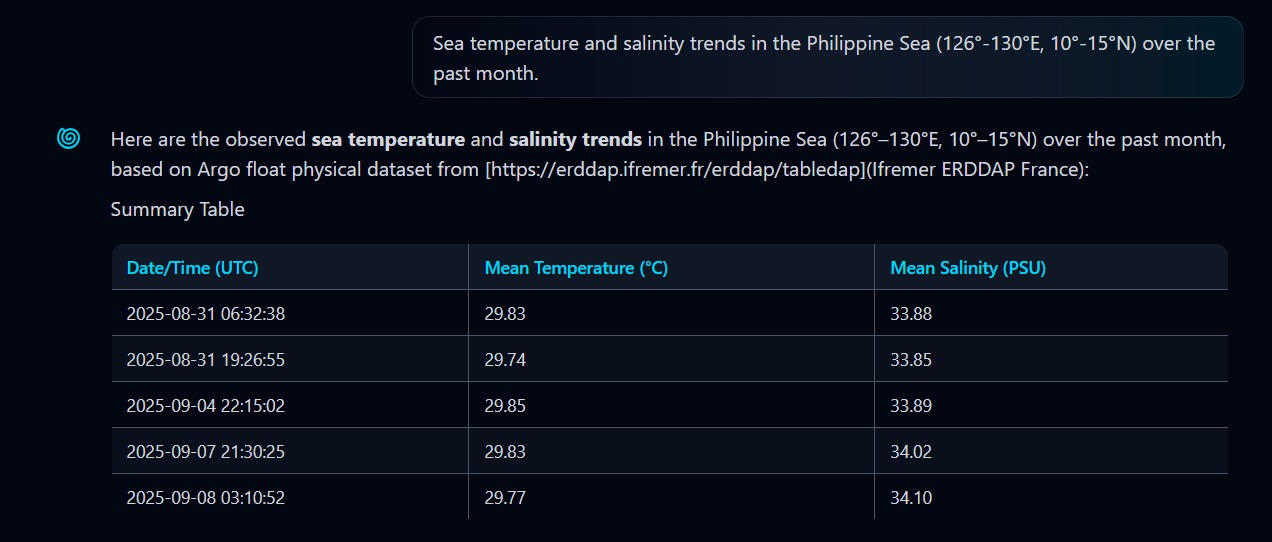 Sea temperature and salinity trends in the Philippine Sea (126°-130°E, 10°-15°N) over the
past month.
Here are the observed sea temperature and salinity trends in the Philippine Sea (126°–130°E, 10°–15°N) over the past month,
based on Argo float physical dataset from [https://erddap.ifremer.fr/erddap/tabledap](Ifremer ERDDAP France):
Summary Table
Date/Time (UTC) Mean Temperature (°C) Mean Salinity (PSU)
2025-08-31 06:32:38 29.83 33.88
2025-08-31 19:26:55 29.74 33.85
2025-09-04 22:15:02 29.85 33.89
2025-09-07 21:30:25 29.83 34.02
2025-09-08 03:10:52 29.77 34.10